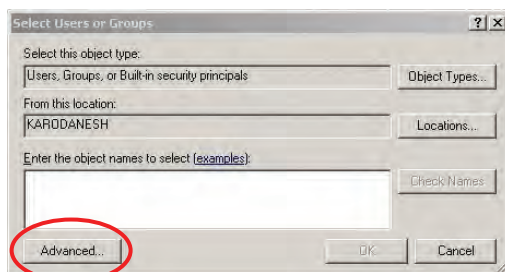 Select Users or Groups
Select this object type:
Users, Groups, or Built-in security principals
Object Types...
From this location:
KARODANESH
Locations...
Enter the object names to select (examples):
Check Names
Advanced...
OK
Cancel